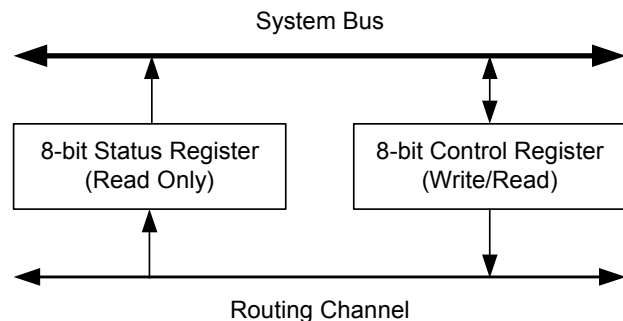 System Bus
8-bit Status Register
(Read Only)
8-bit Control Register
(Write/Read)
Routing Channel